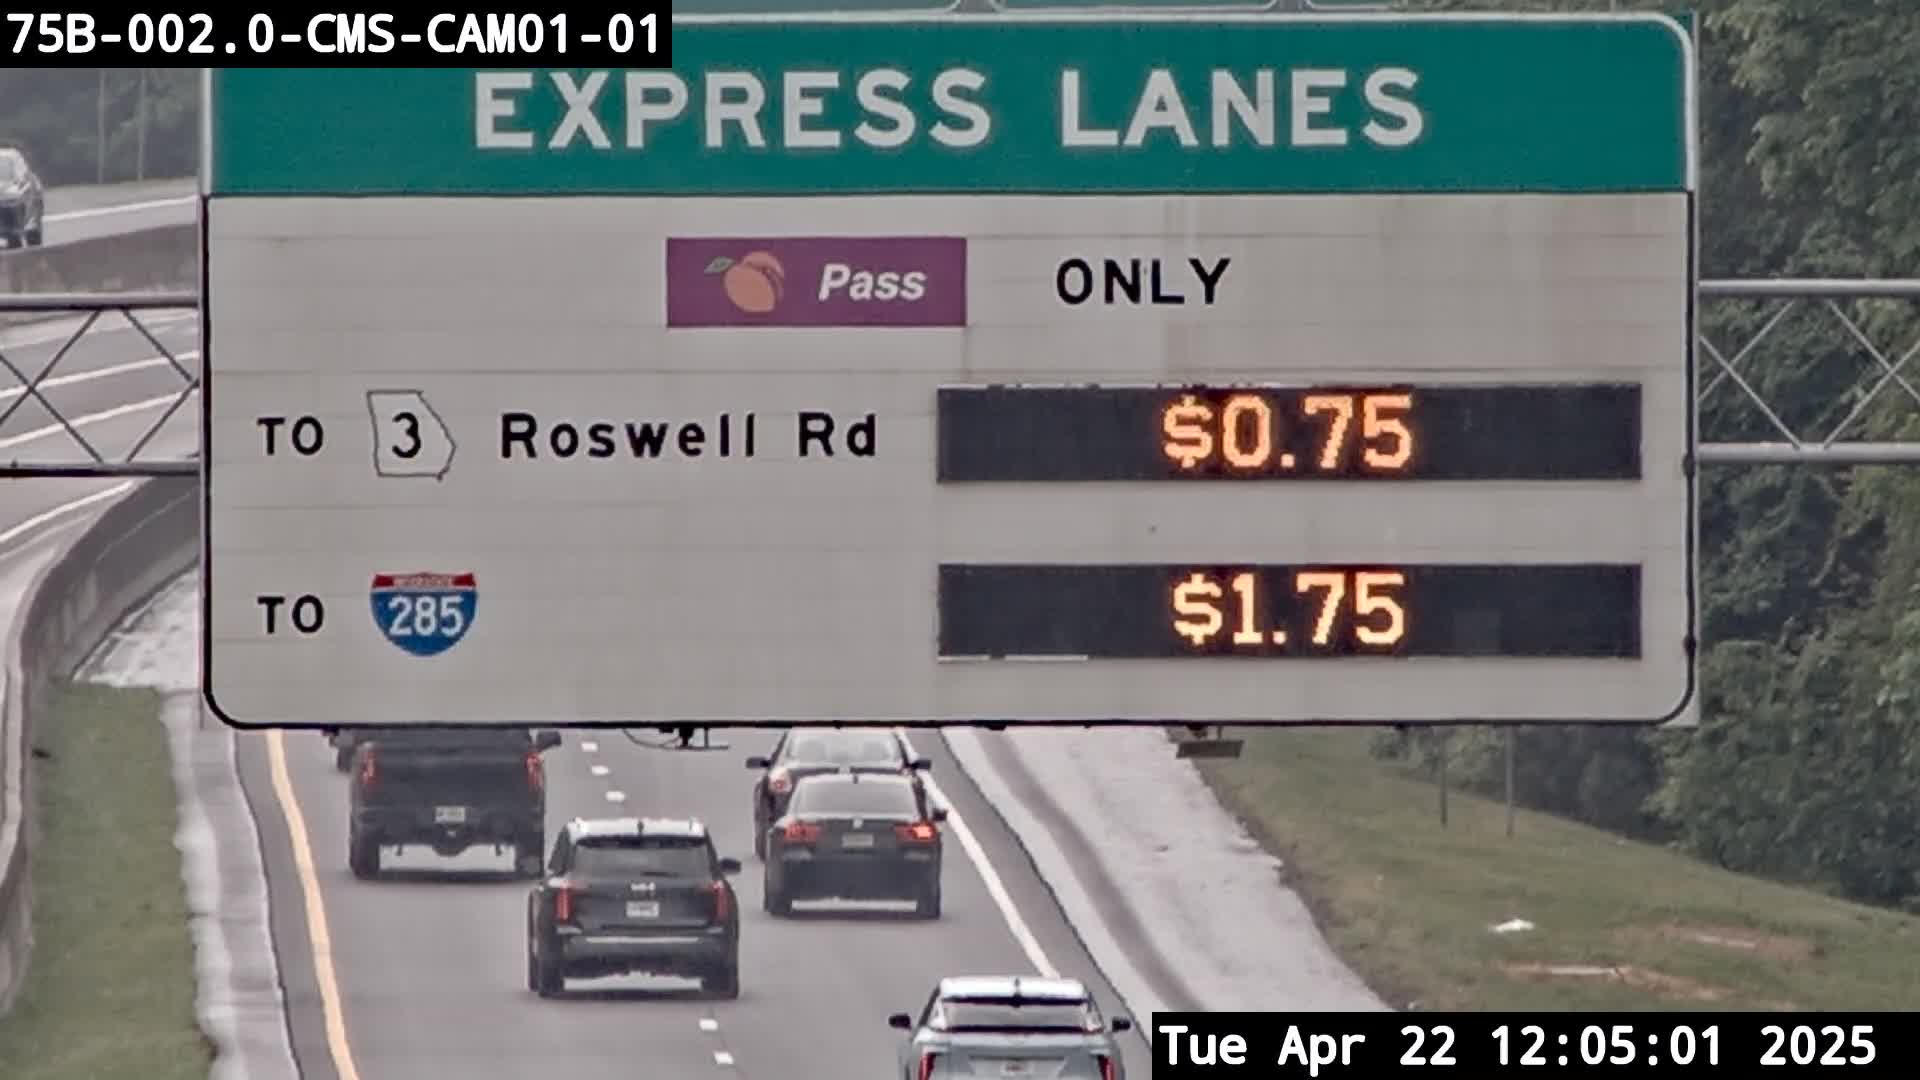 75B-002.0-CMS-CAM01-01
EXPRESS LANES
Pass ONLY
TO 3 Roswell Rd $0.75
INTERSTATE
TO 285 $1.75
Tue Apr 22 12:05:01 2025